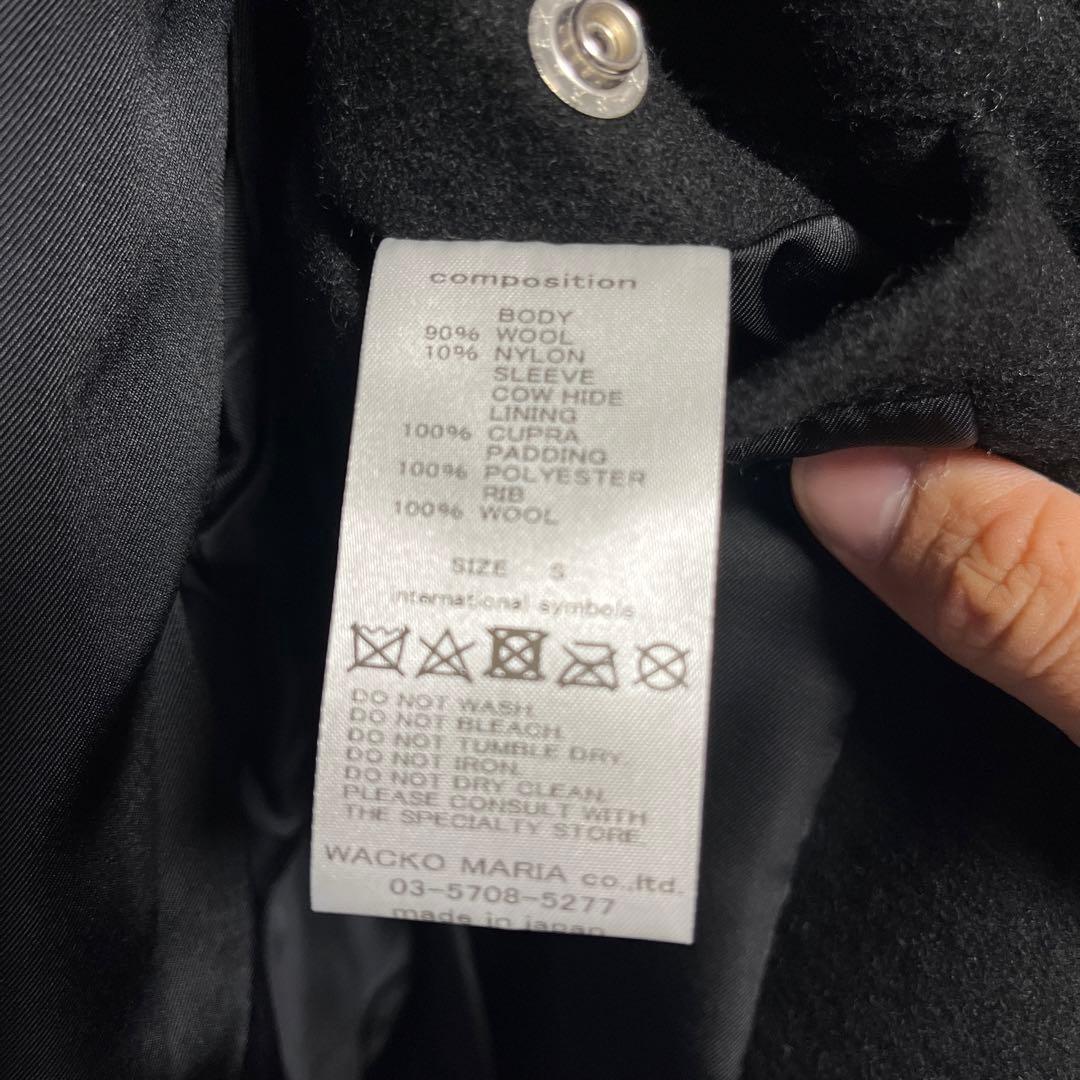 composition
BODY
90% WOOL
10% NYLON
SLEEVE
COW HIDE
LINING
100% CUPRA
PADDING
100% POLYESTER
RIB
100% WOOL
SIZE S
international symbols
DO NOT WASH.
DO NOT BLEACH.
DO NOT TUMBLE DRY.
DO NOT IRON.
DO NOT DRY CLEAN.
PLEASE CONSULT WITH
THE SPECIALTY STORE.
WACKO MARIA co.,ltd.
03-5708-5277
made in japan